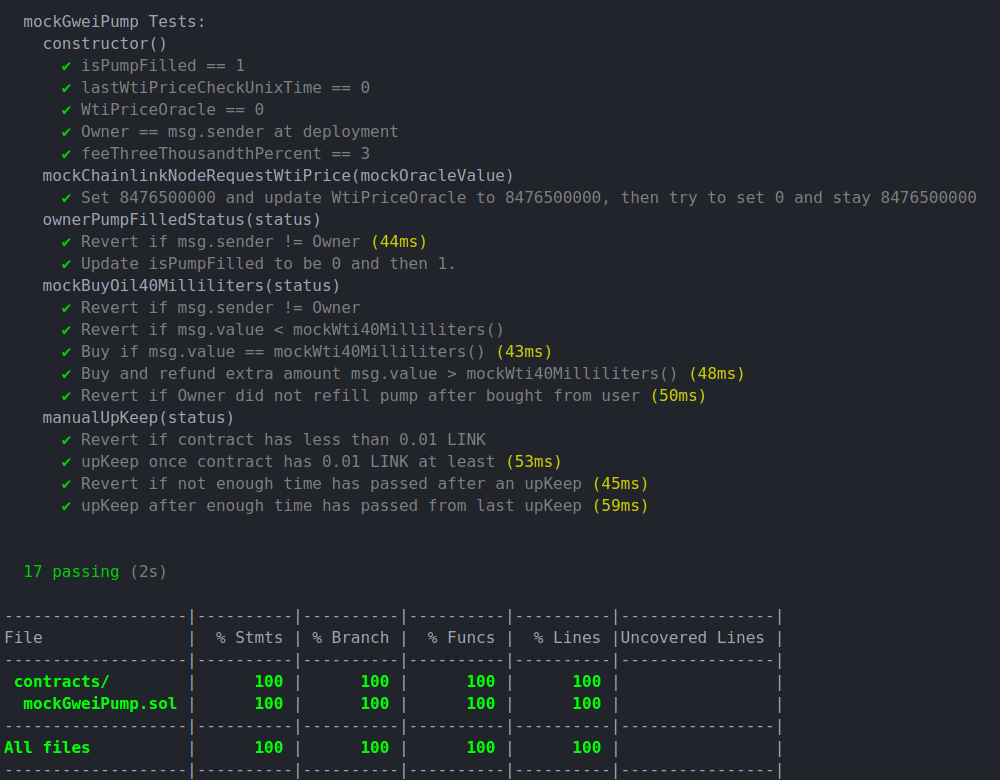 mockGweiPump Tests:
constructor()
✔ isPumpFilled == 1
✔ lastWtiPriceCheckUnixTime == 0
✔ WtiPriceOracle == 0
✔ Owner == msg.sender at deployment
✔ feeThreeThousandthPercent == 3
mockChainlinkNodeRequestWtiPrice(mockOracleValue)
✔ Set 8476500000 and update WtiPriceOracle to 8476500000, then try to set 0 and stay 8476500000
ownerPumpFilledStatus(status)
✔ Revert if msg.sender != Owner (44ms)
✔ Update isPumpFilled to be 0 and then 1.
mockBuyOil40Milliliters(status)
✔ Revert if msg.sender != Owner
✔ Revert if msg.value < mockWti40Milliliters()
✔ Buy if msg.value == mockWti40Milliliters() (43ms)
✔ Buy and refund extra amount msg.value > mockWti40Milliliters() (48ms)
✔ Revert if Owner did not refill pump after bought from user (50ms)
manualUpKeep(status)
✔ Revert if contract has less than 0.01 LINK
✔ upKeep once contract has 0.01 LINK at least (53ms)
✔ Revert if not enough time has passed after an upKeep (45ms)
✔ upKeep after enough time has passed from last upKeep (59ms)
17 passing (2s)
-------------------|----------|----------|----------|----------|----------------|
File               |  % Stmts | % Branch |  % Funcs |  % Lines |Uncovered Lines |
-------------------|----------|----------|----------|----------|----------------|
 contracts/        |      100 |      100 |      100 |      100 |                |
  mockGweiPump.sol |      100 |      100 |      100 |      100 |                |
-------------------|----------|----------|----------|----------|----------------|
All files          |      100 |      100 |      100 |      100 |                |
-------------------|----------|----------|----------|----------|----------------|